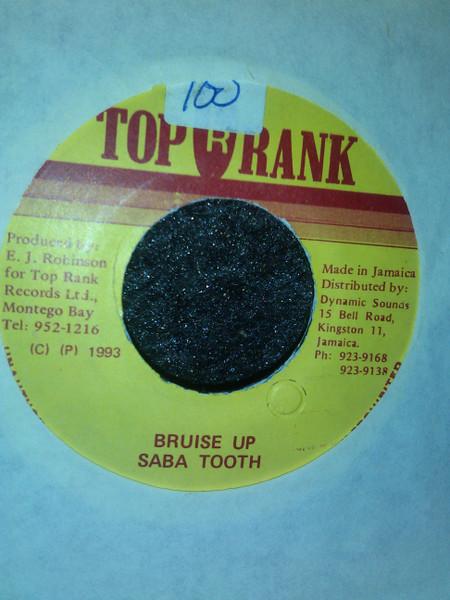 100
TOP R RANK
Produced by:
E. J. Robinson
for Top Rank
Records Ltd.,
Montego Bay
Tel: 952-1216
(C) (P) 1993
Made in Jamaica
Distributed by:
Dynamic Sounds
15 Bell Road,
Kingston 11,
Jamaica.
Ph: 923-9168
923-9138
BRUISE UP
SABA TOOTH